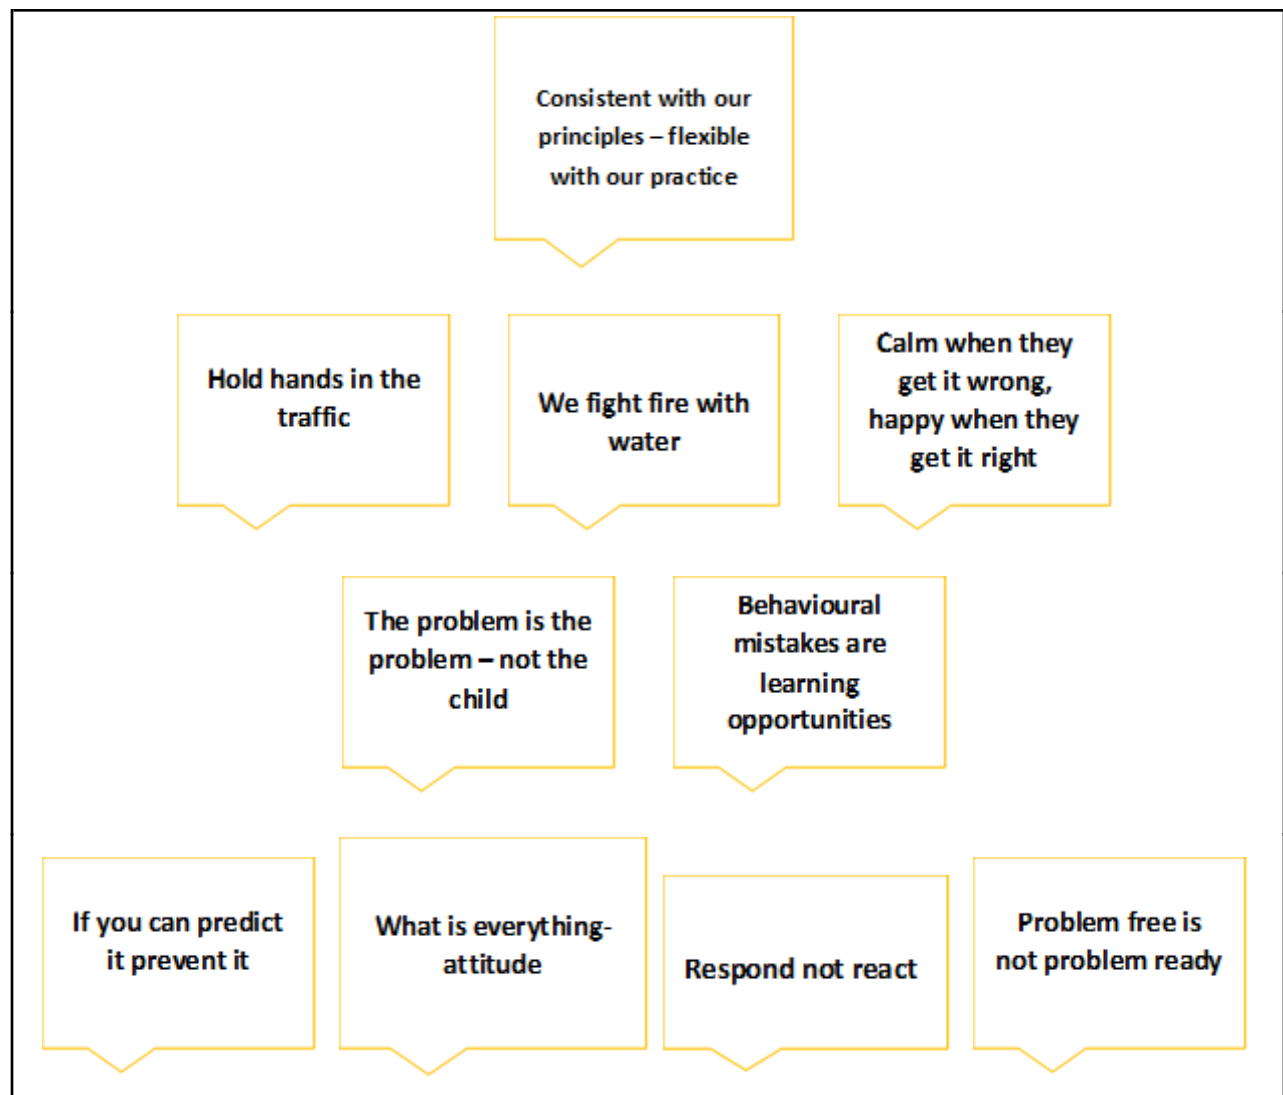 Consistent with our
principles – flexible
with our practice
Hold hands in the
traffic
We fight fire with
water
Calm when they
get it wrong,
happy when they
get it right
The problem is the
problem – not the
child
Behavioural
mistakes are
learning
opportunities
If you can predict
it prevent it
What is everything-
attitude
Respond not react
Problem free is
not problem ready